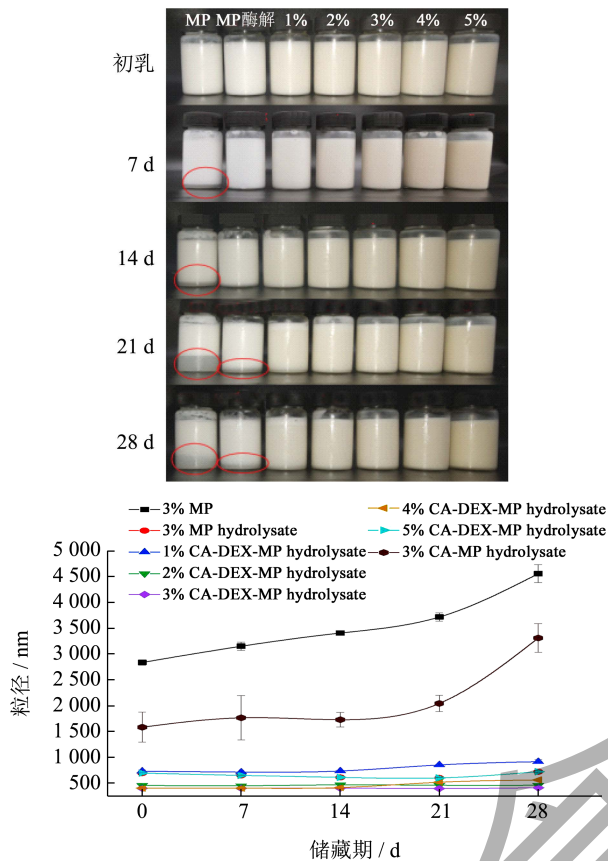 MP MP酶解 1% 2% 3% 4% 5%
初乳
7 d
14 d
21 d
28 d
3% MP
3% MP hydrolysate
1% CA-DEX-MP hydrolysate
2% CA-DEX-MP hydrolysate
3% CA-DEX-MP hydrolysate
4% CA-DEX-MP hydrolysate
5% CA-DEX-MP hydrolysate
3% CA-MP hydrolysate
5 000
4 500
4 000
3 500
3 000
2 500
2 000
1 500
1 000
500
粒径 / nm
0 7 14 21 28
储藏期 / d